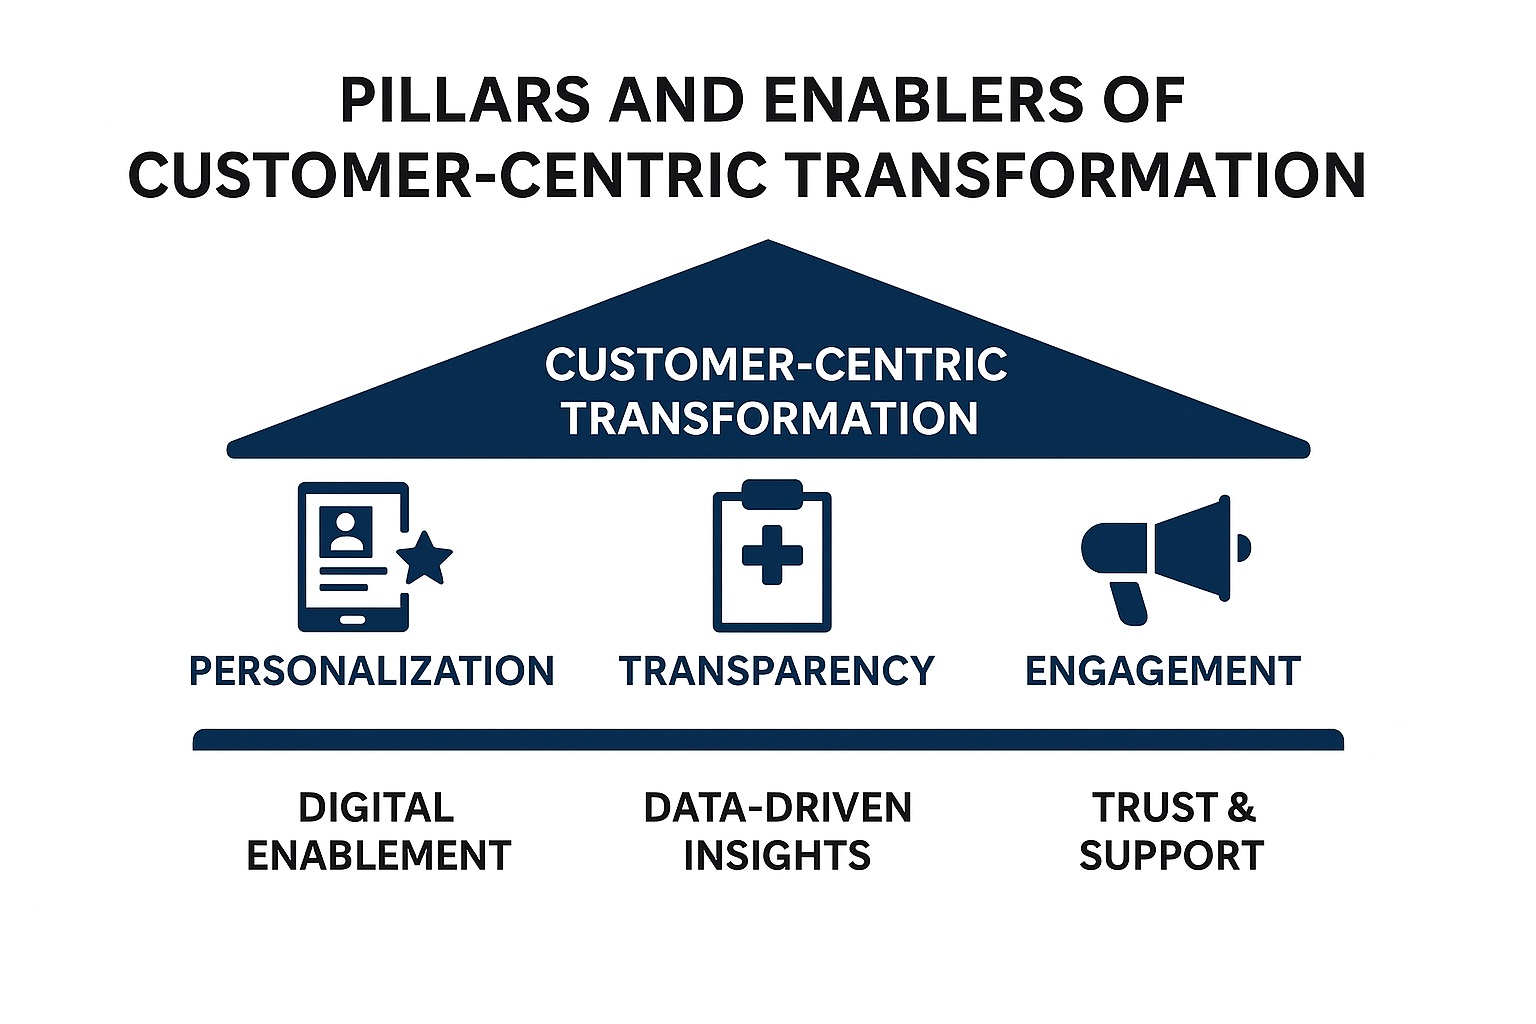 PILLARS AND ENABLERS OF
CUSTOMER-CENTRIC TRANSFORMATION
CUSTOMER-CENTRIC
TRANSFORMATION
PERSONALIZATION
TRANSPARENCY
ENGAGEMENT
DIGITAL
ENABLEMENT
DATA-DRIVEN
INSIGHTS
TRUST &
SUPPORT